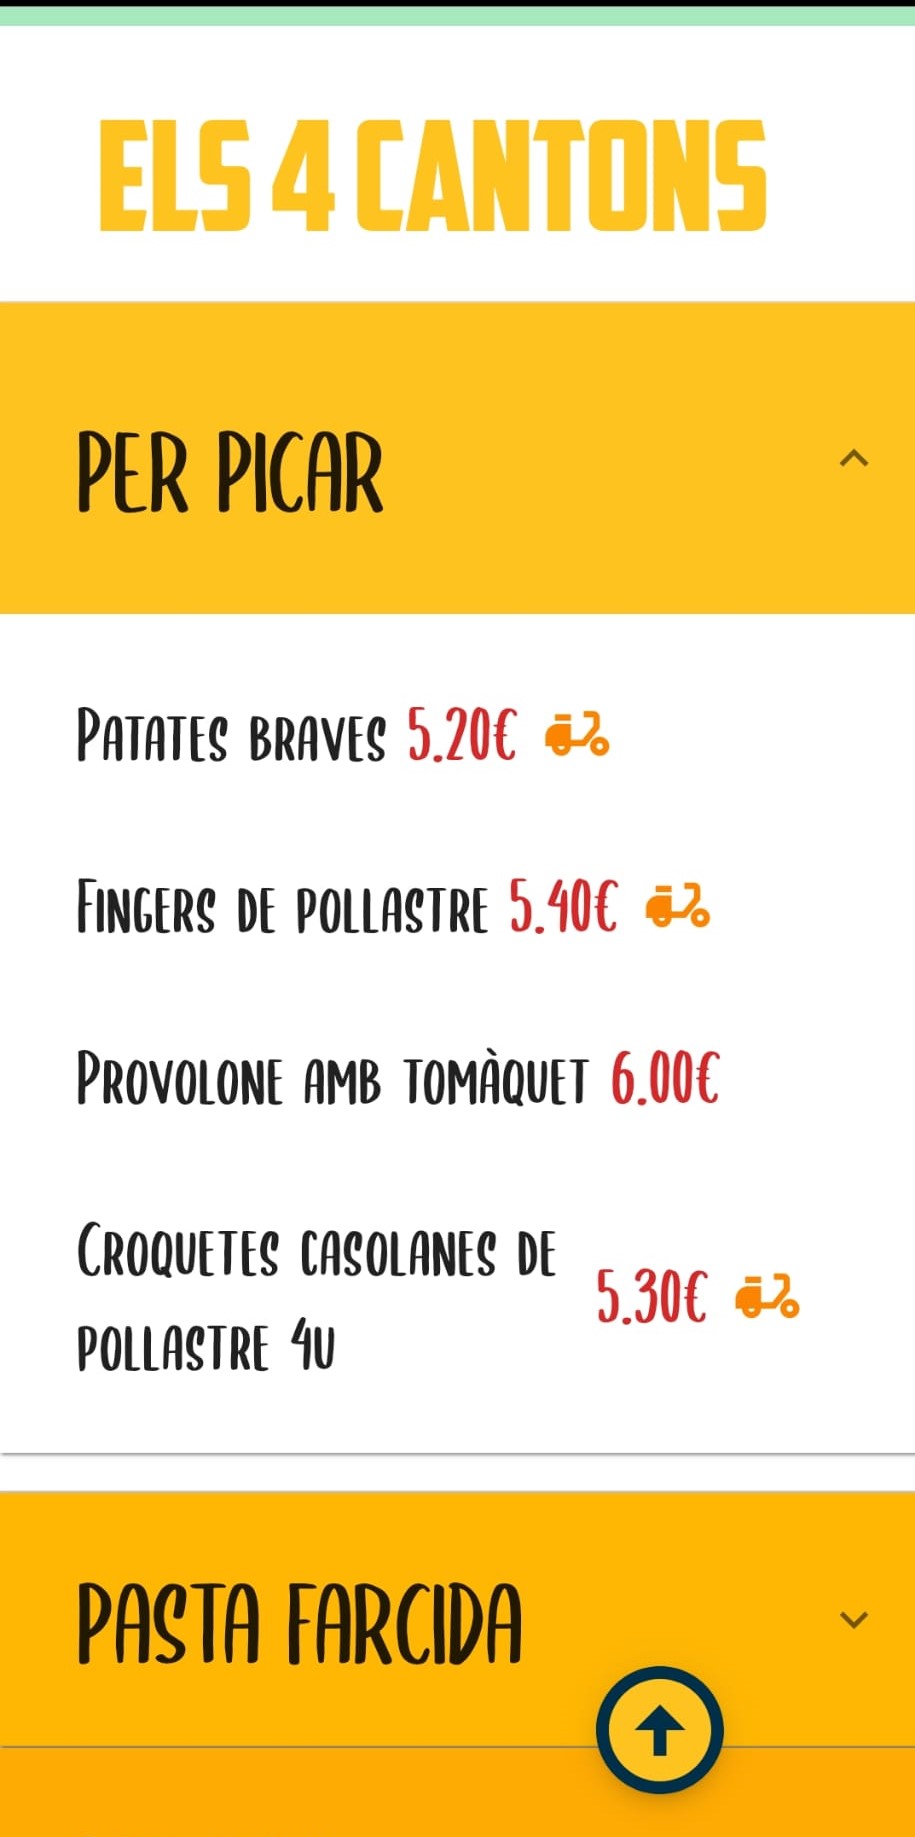 ELS 4 CANTONS
PER PICAR
PATATES BRAVES 5.20€
FINGERS DE POLLASTRE 5.40€
PROVOLONE AMB TOMÀQUET 6.00€
CROQUETES CASOLANES DE
POLLASTRE 4U 5.30€
PASTA FARCIDA